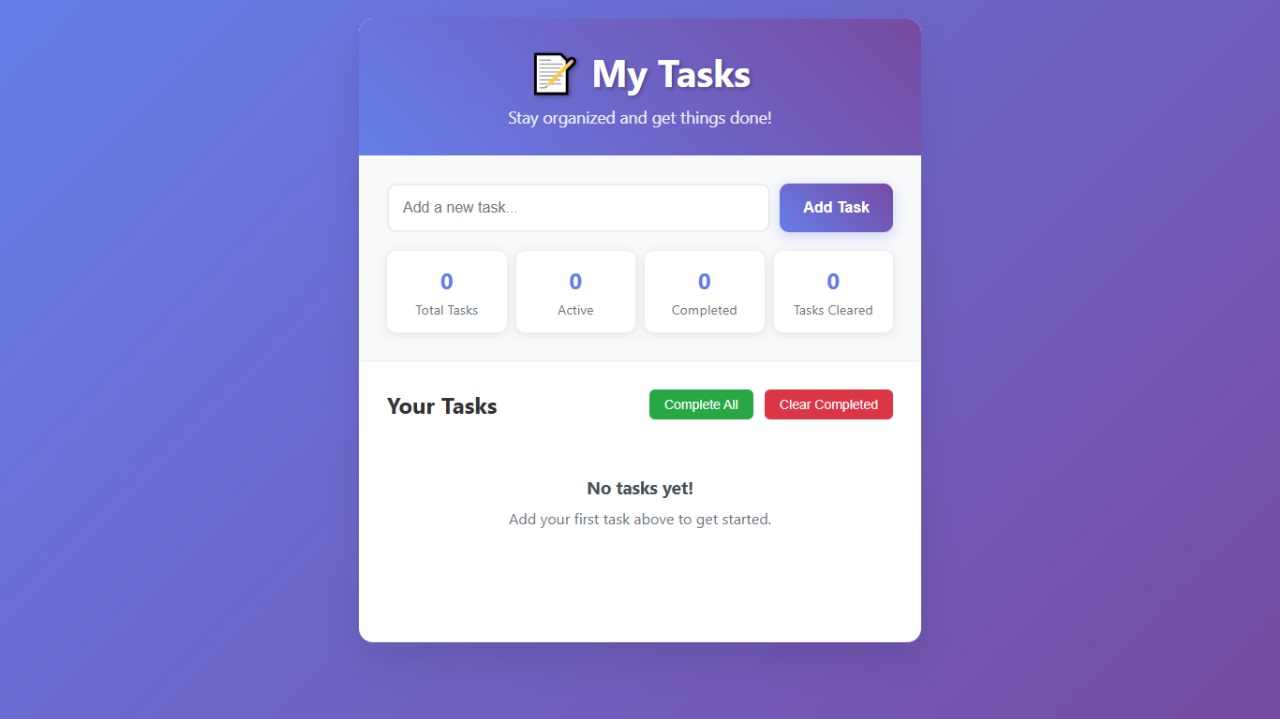 My Tasks
Stay organized and get things done!
Add a new task...
Add Task
0 0 0 0
Total Tasks Active Completed Tasks Cleared
Your Tasks Complete All Clear Completed
No tasks yet!
Add your first task above to get started.